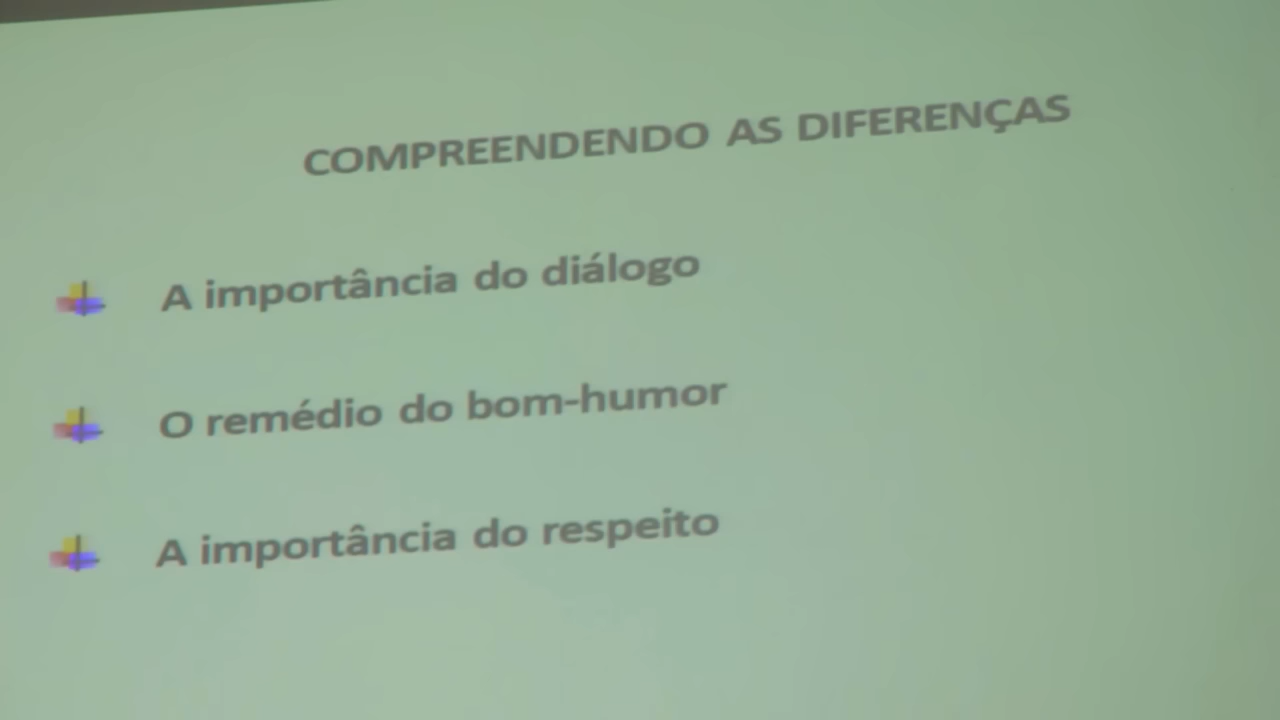 COMPREENDENDO AS DIFERENÇAS
A importância do diálogo
O remédio do bom-humor
A importância do respeito